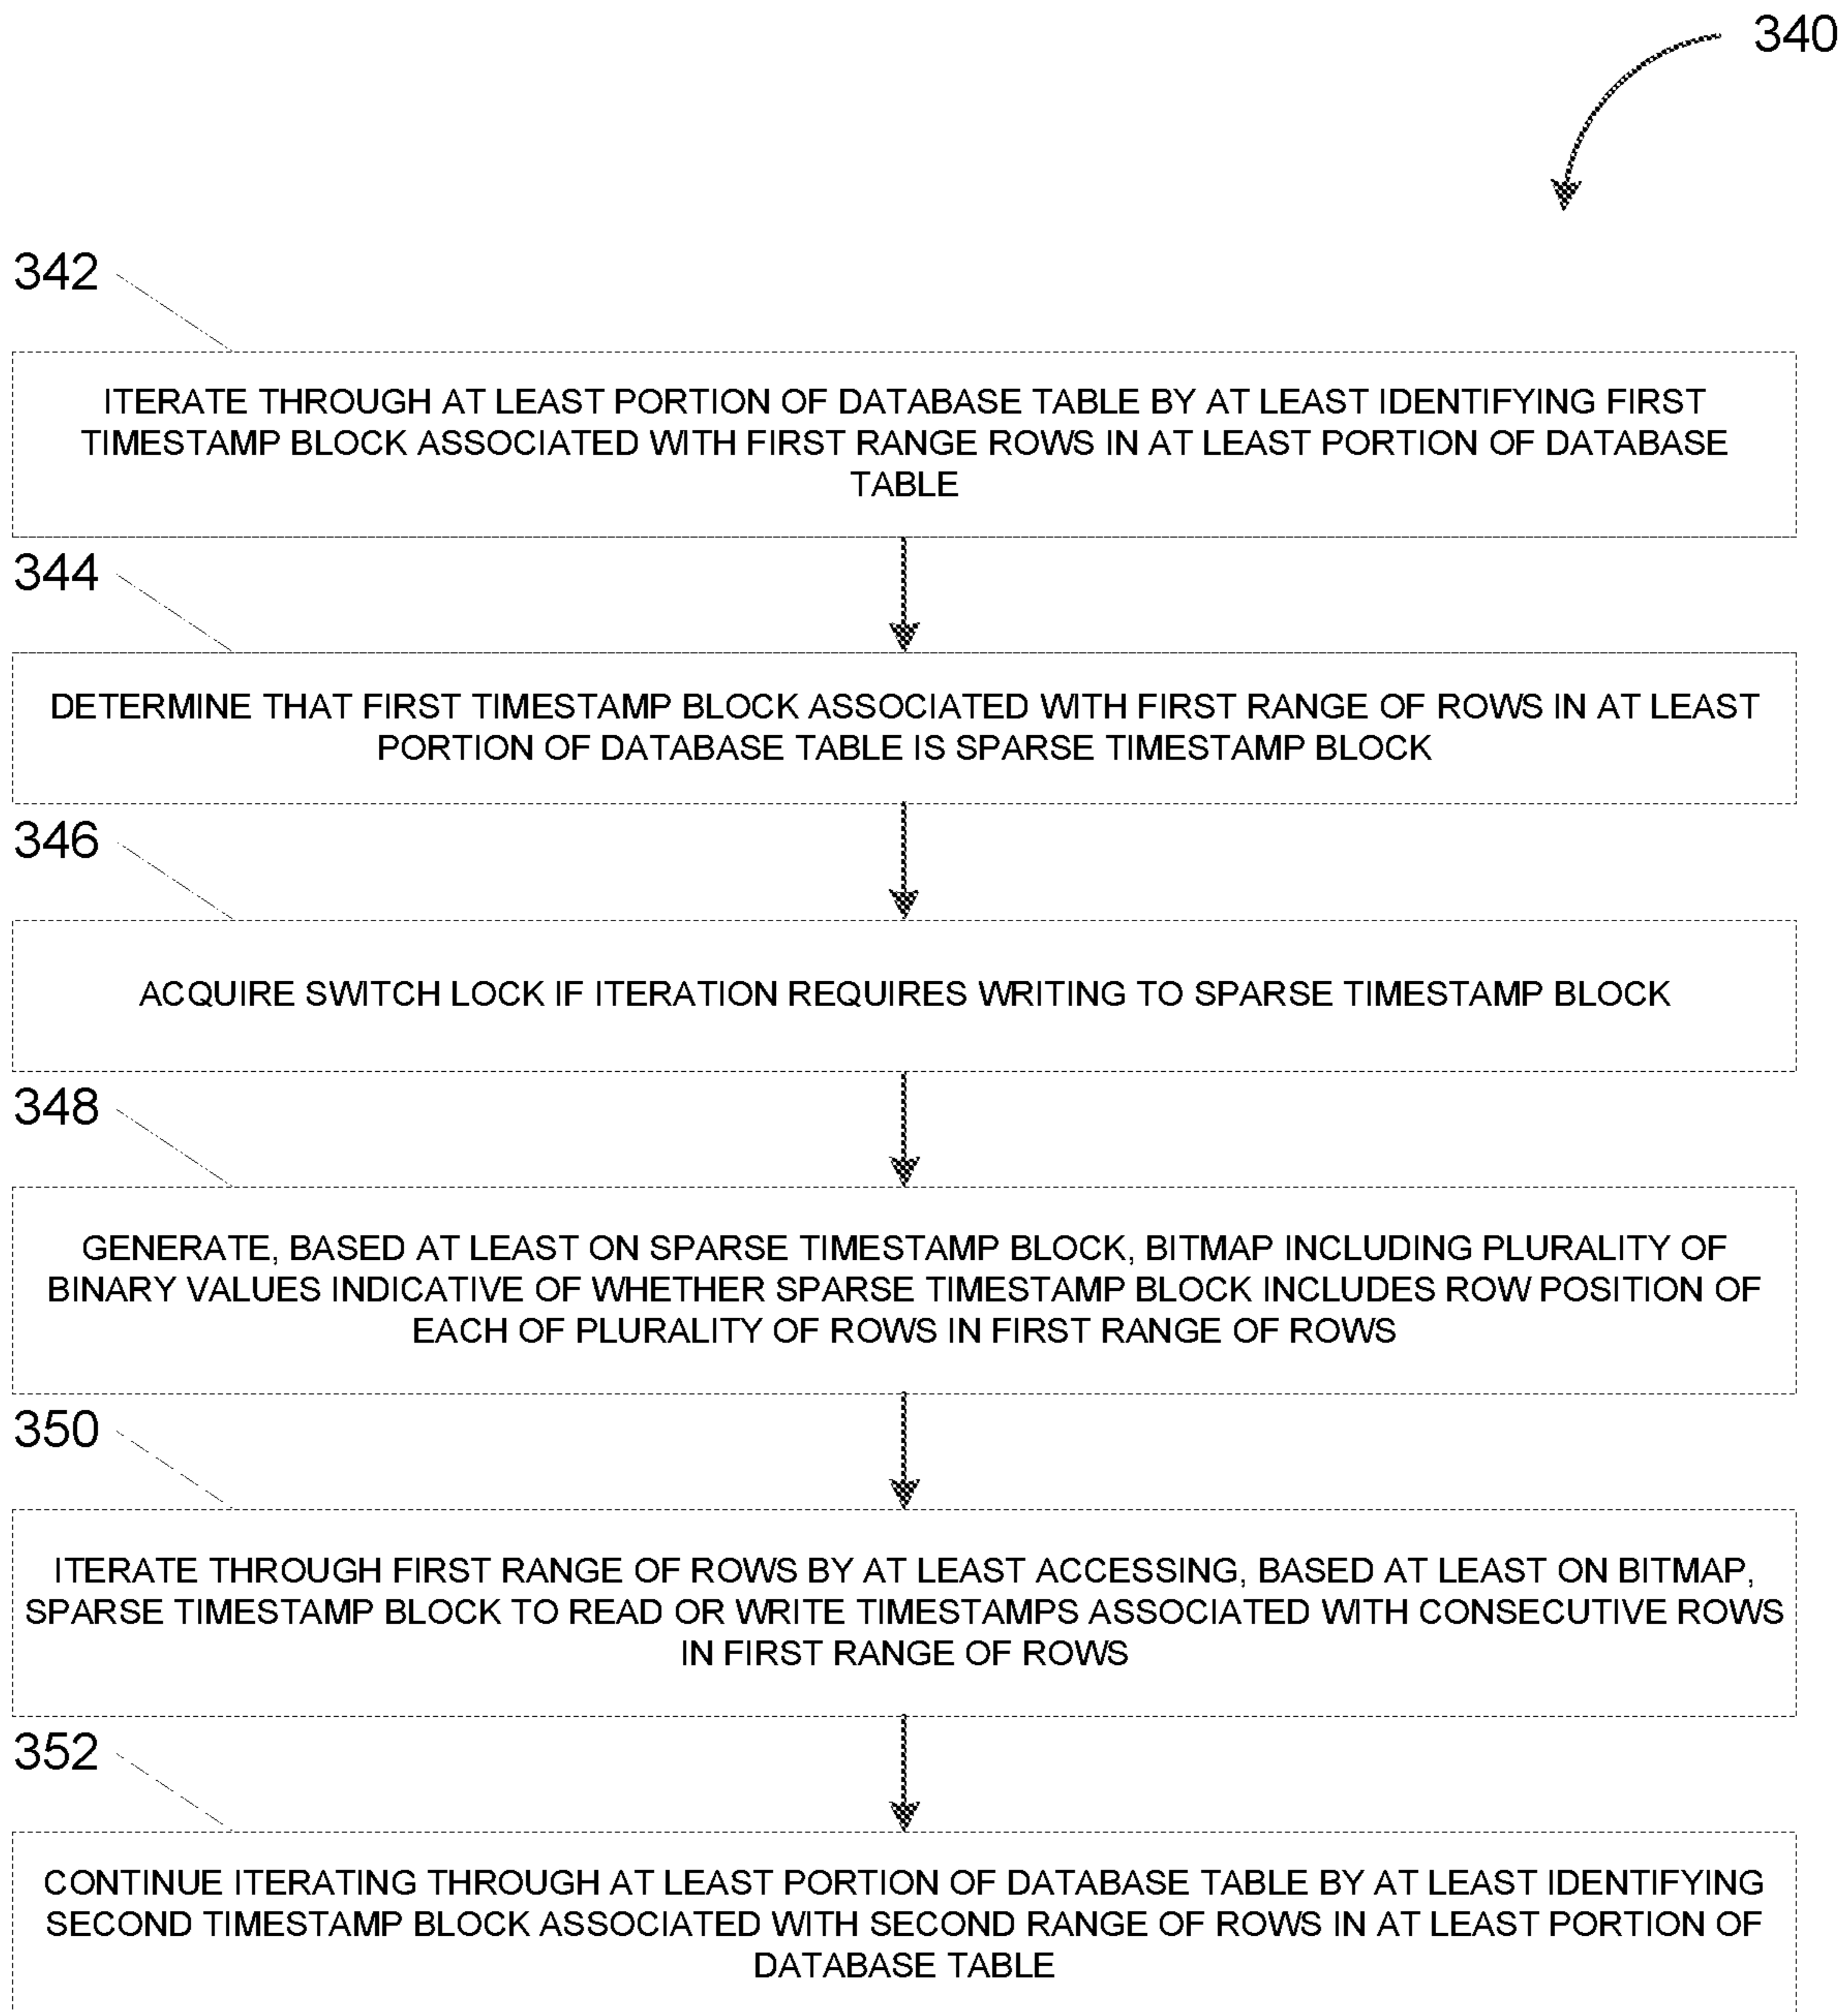 340
342
ITERATE THROUGH AT LEAST PORTION OF DATABASE TABLE BY AT LEAST IDENTIFYING FIRST
TIMESTAMP BLOCK ASSOCIATED WITH FIRST RANGE ROWS IN AT LEAST PORTION OF DATABASE
TABLE
344
DETERMINE THAT FIRST TIMESTAMP BLOCK ASSOCIATED WITH FIRST RANGE OF ROWS IN AT LEAST
PORTION OF DATABASE TABLE IS SPARSE TIMESTAMP BLOCK
346
ACQUIRE SWITCH LOCK IF ITERATION REQUIRES WRITING TO SPARSE TIMESTAMP BLOCK
348
GENERATE, BASED AT LEAST ON SPARSE TIMESTAMP BLOCK, BITMAP INCLUDING PLURALITY OF
BINARY VALUES INDICATIVE OF WHETHER SPARSE TIMESTAMP BLOCK INCLUDES ROW POSITION OF
EACH OF PLURALITY OF ROWS IN FIRST RANGE OF ROWS
350
ITERATE THROUGH FIRST RANGE OF ROWS BY AT LEAST ACCESSING, BASED AT LEAST ON BITMAP,
SPARSE TIMESTAMP BLOCK TO READ OR WRITE TIMESTAMPS ASSOCIATED WITH CONSECUTIVE ROWS
IN FIRST RANGE OF ROWS
352
CONTINUE ITERATING THROUGH AT LEAST PORTION OF DATABASE TABLE BY AT LEAST IDENTIFYING
SECOND TIMESTAMP BLOCK ASSOCIATED WITH SECOND RANGE OF ROWS IN AT LEAST PORTION OF
DATABASE TABLE